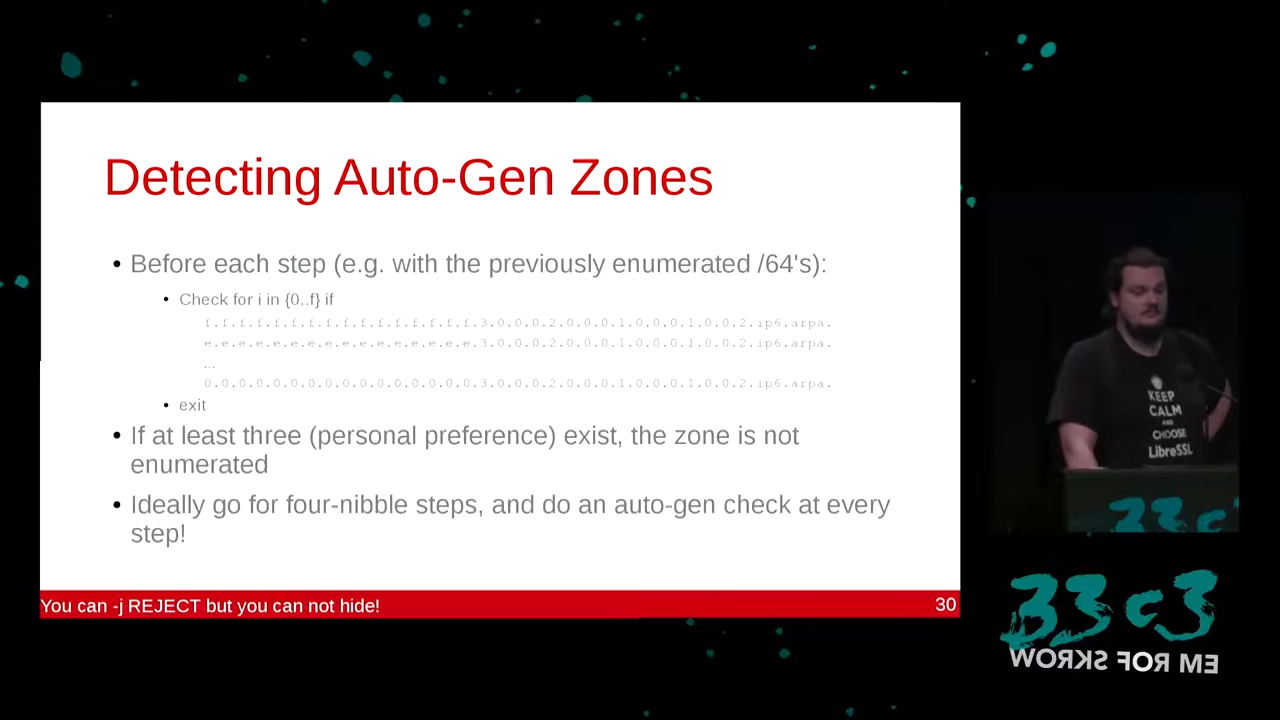 Detecting Auto-Gen Zones
• Before each step (e.g. with the previously enumerated /64's):
• Check for i in {0..f} if
f.f.f.f.f.f.f.f.f.f.f.f.f.f.f.f.3.0.0.0.2.0.0.0.1.0.0.0.1.0.0.2.ip6.arpa.
e.e.e.e.e.e.e.e.e.e.e.e.e.e.e.e.3.0.0.0.2.0.0.0.1.0.0.0.1.0.0.2.ip6.arpa.
...
0.0.0.0.0.0.0.0.0.0.0.0.0.0.0.0.3.0.0.0.2.0.0.0.1.0.0.0.1.0.0.2.ip6.arpa.
• exit
• If at least three (personal preference) exist, the zone is not
enumerated
• Ideally go for four-nibble steps, and do an auto-gen check at every
step!
You can -j REJECT but you can not hide!
30
KEEP
CALM
AND
CHOOSE
LibreSSL
33c3
33c3
WORKS FOR ME